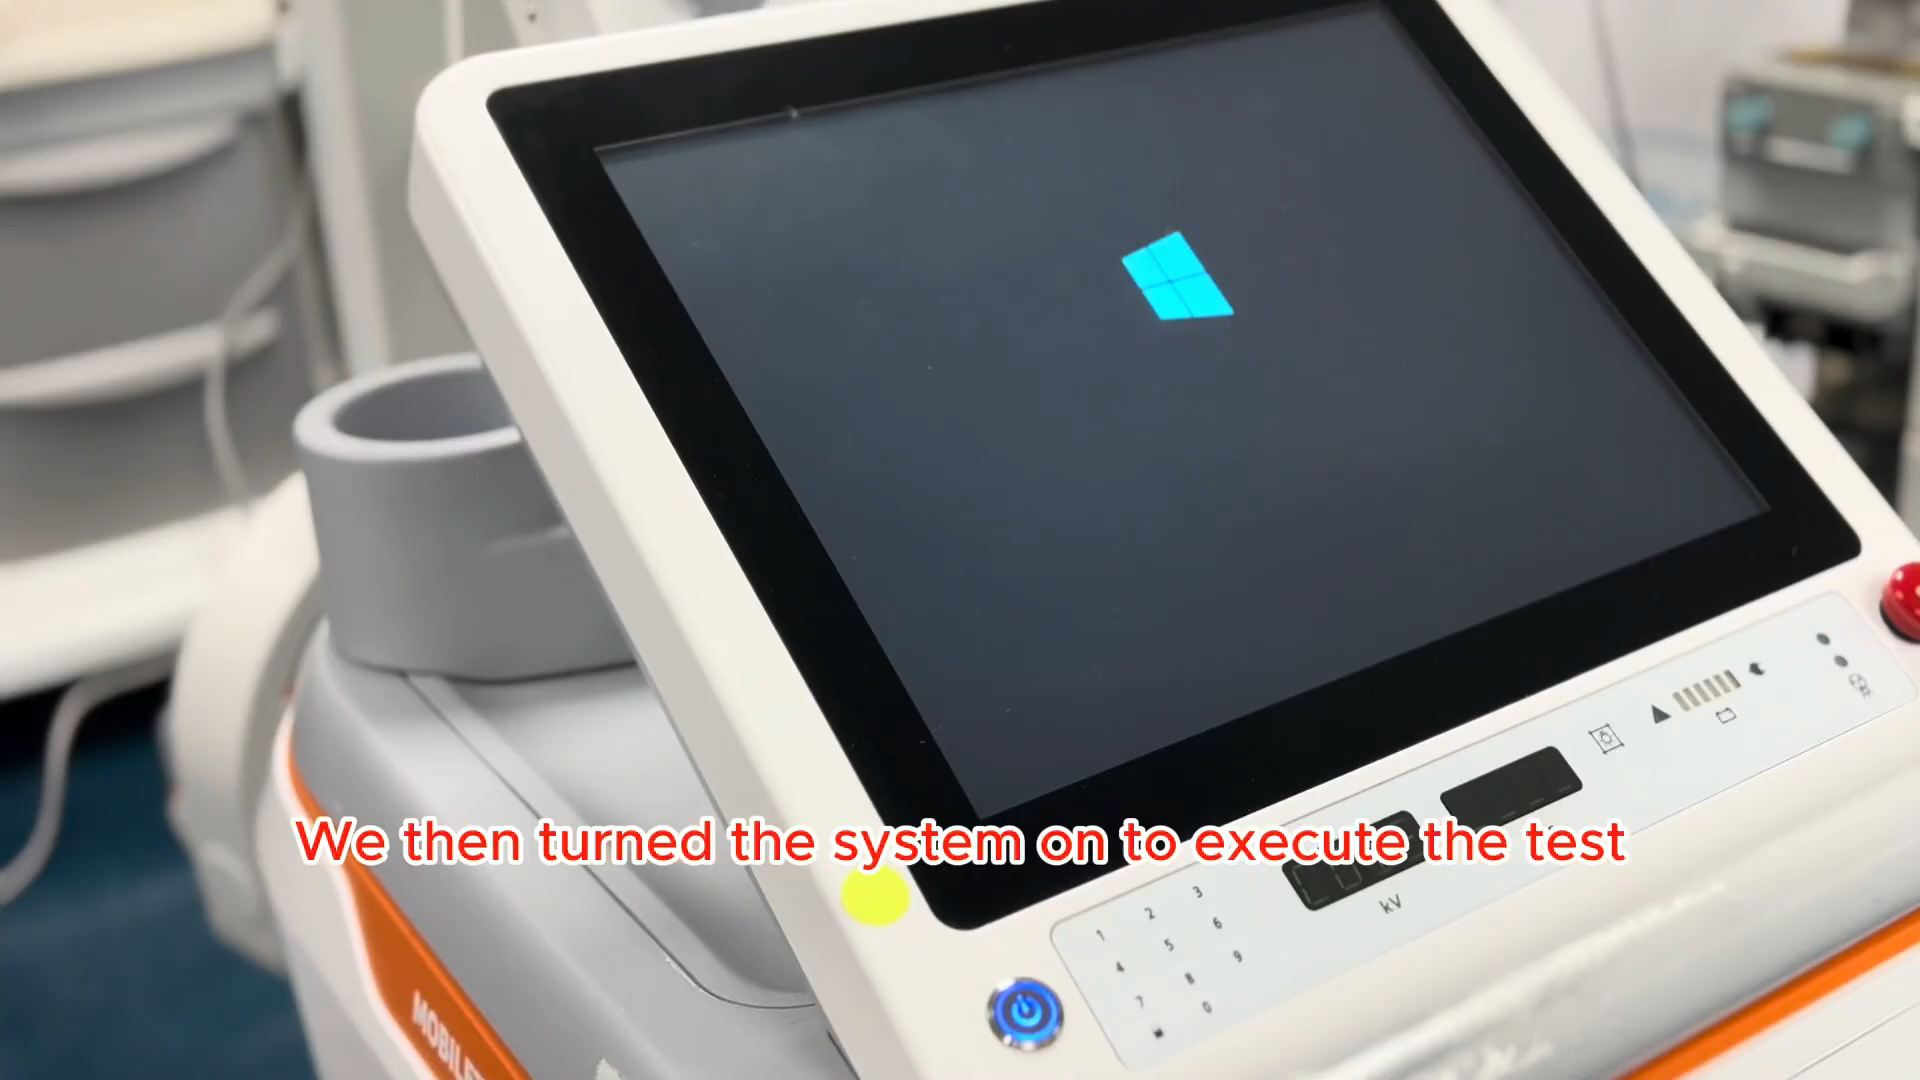 We then turned the system on to execute the test
kV
1 2 3
4 5 6
7 8 9
0
MOBILE